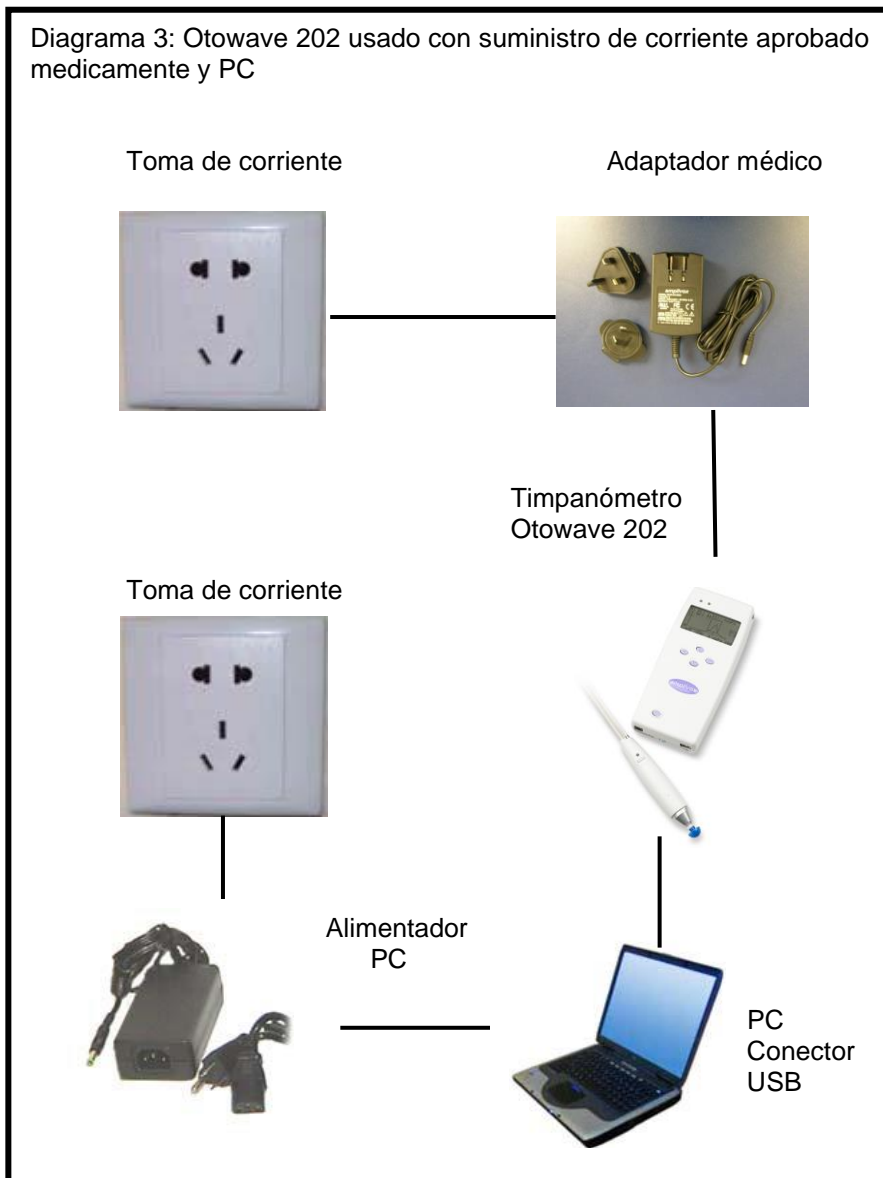 Diagrama 3: Otowave 202 usado con suministro de corriente aprobado
medicamente y PC
Toma de corriente
Adaptador médico
Timpanómetro
Otowave 202
Toma de corriente
Alimentador
PC
PC
Conector
USB